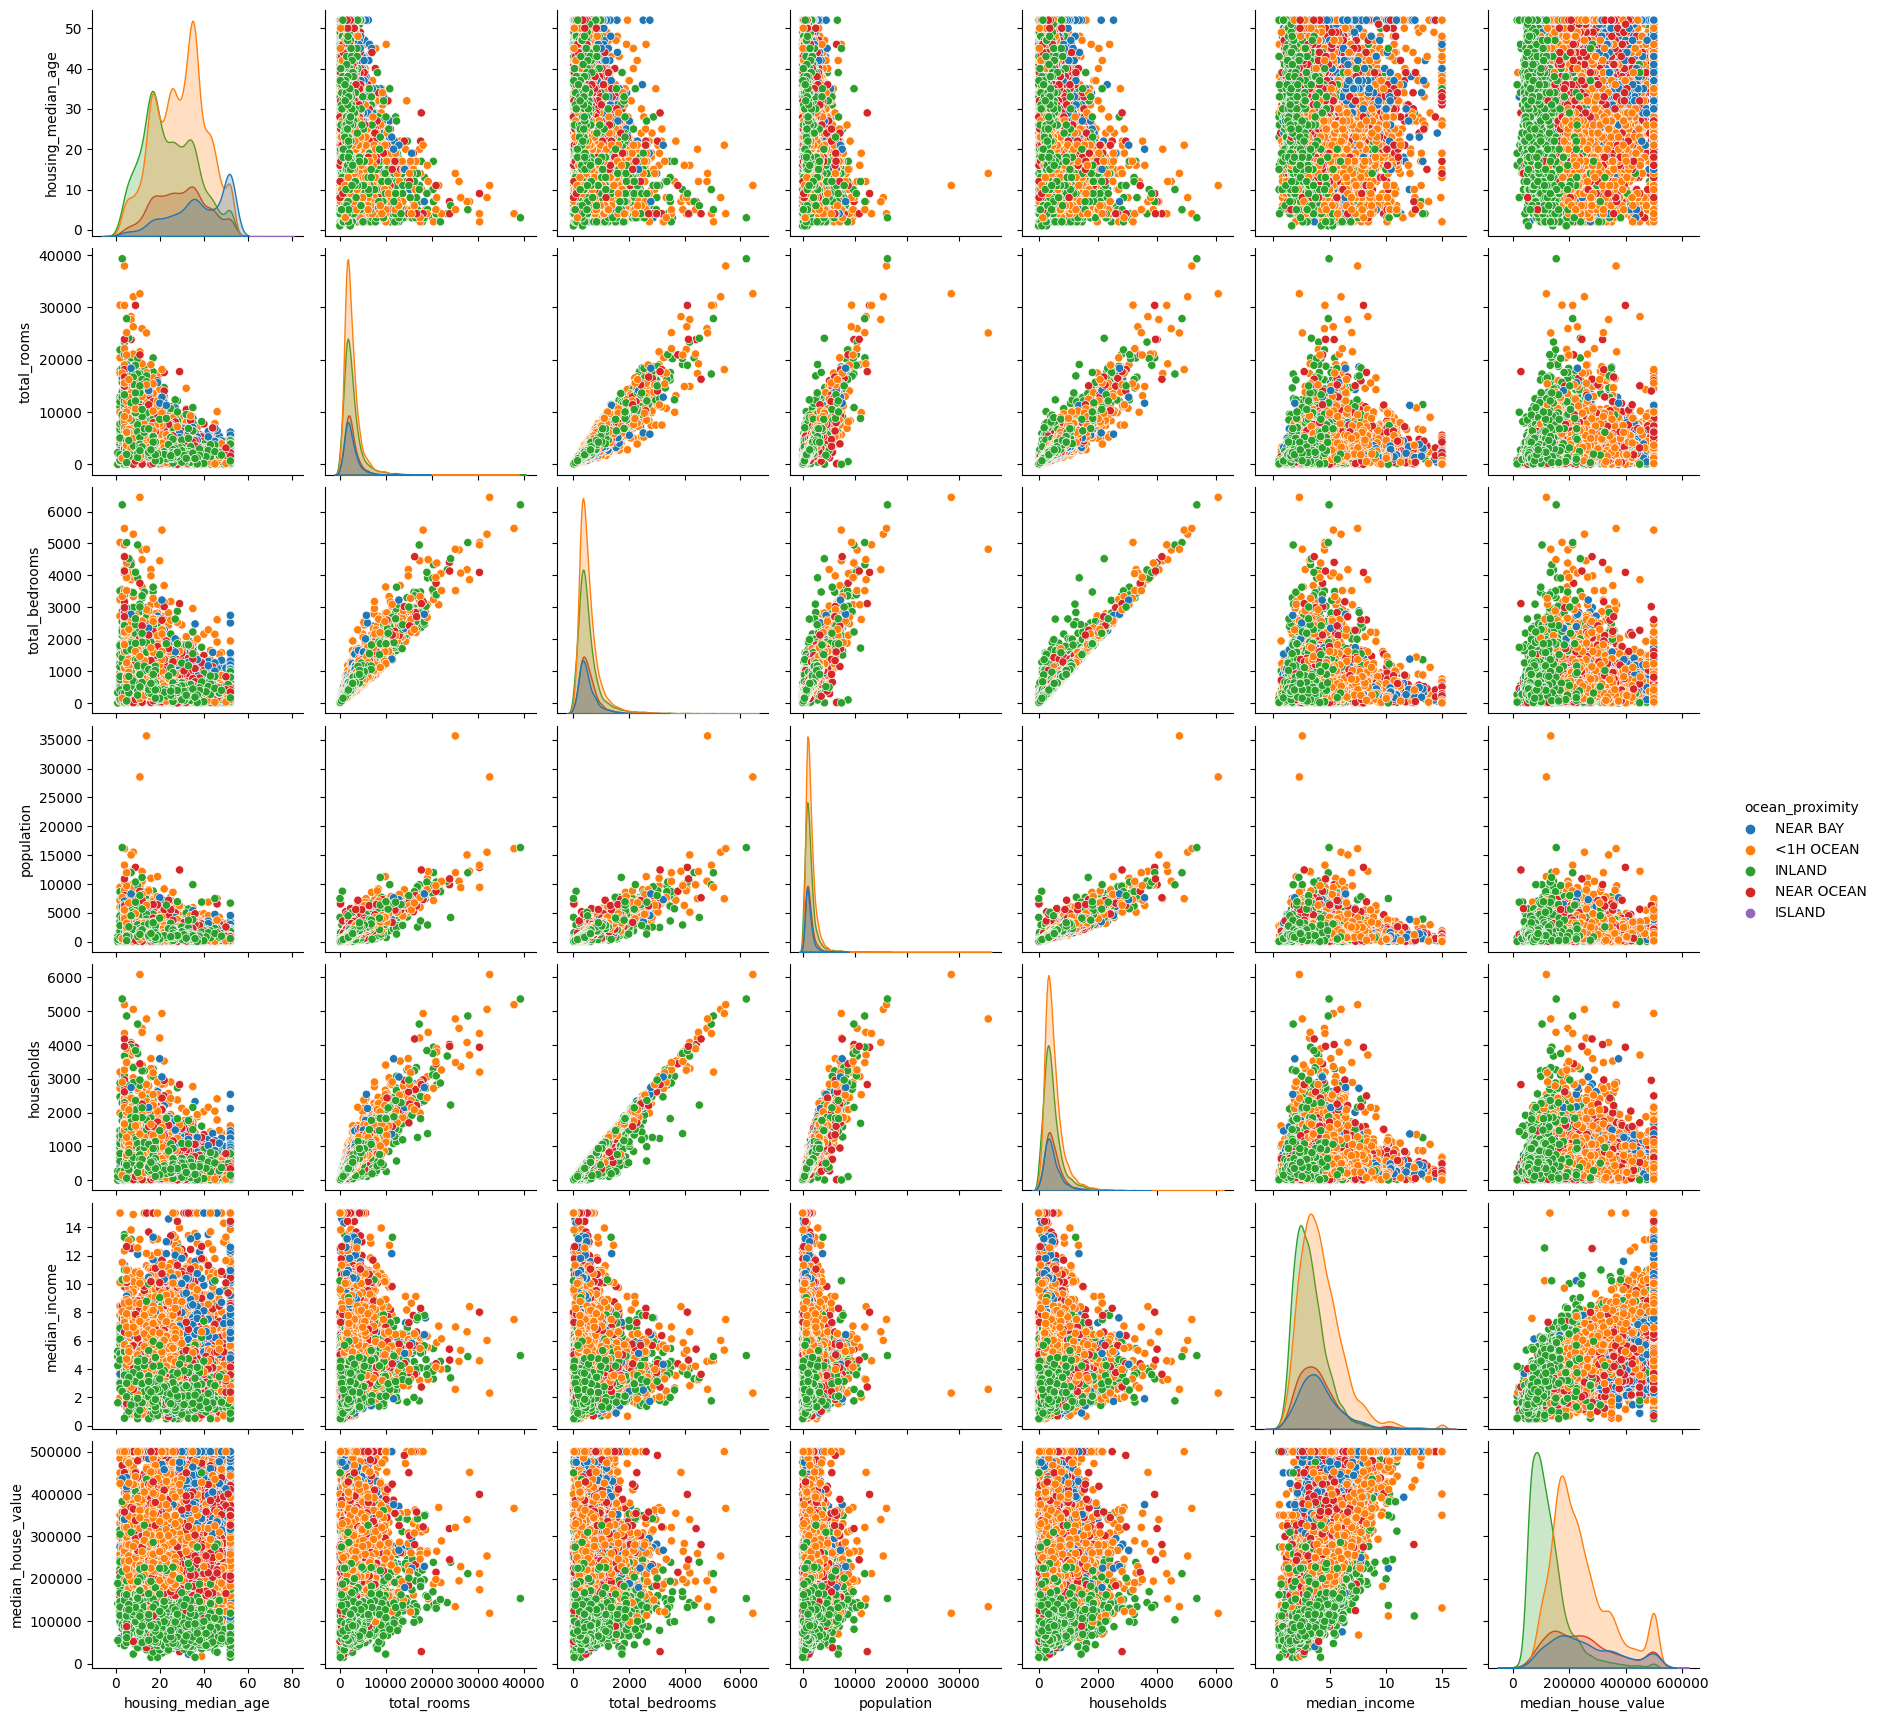 housing_median_age
50
40
30
20
10
0
total_rooms
40000
30000
20000
10000
0
total_bedrooms
6000
5000
4000
3000
2000
1000
0
population
35000
30000
25000
20000
15000
10000
5000
0
households
6000
5000
4000
3000
2000
1000
0
median_income
14
12
10
8
6
4
2
0
median_house_value
500000
400000
300000
200000
100000
0
0 20 40 60 80
housing_median_age
0 10000 20000 30000 40000
total_rooms
0 2000 4000 6000
total_bedrooms
0 10000 20000 30000
population
0 2000 4000 6000
households
0 5 10 15
median_income
0 200000 400000 600000
median_house_value
ocean_proximity
NEAR BAY
<1H OCEAN
INLAND
NEAR OCEAN
ISLAND